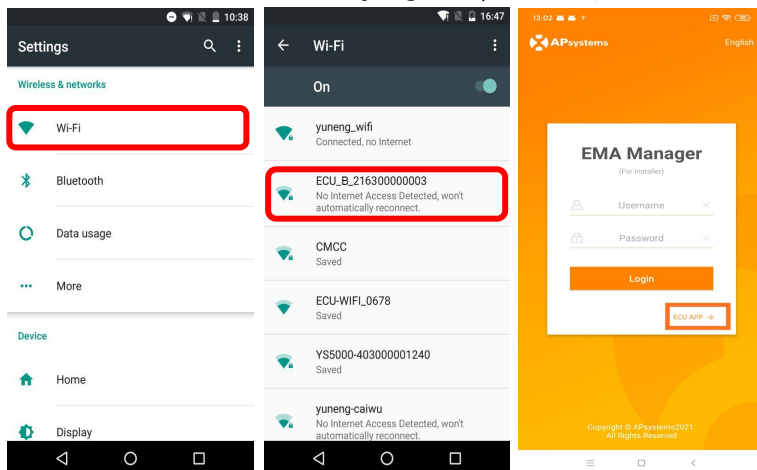 10:38
Settings
Wireless & networks
Wi-Fi
Bluetooth
Data usage
More
Device
Home
Display
16:47
Wi-Fi
On
yuneng_wifi
Connected, no Internet
ECU_B_216300000003
No Internet Access Detected, won't
automatically reconnect.
CMCC
Saved
ECU-WIFI_0678
Saved
YS5000-403000001240
Saved
yuneng-caiwu
No Internet Access Detected, won't
automatically reconnect.
13:02
APsystems
English
EMA Manager
(For Installer)
Username
Password
Login
ECU APP →
Copyright © APsystems2021
All Rights Reserved